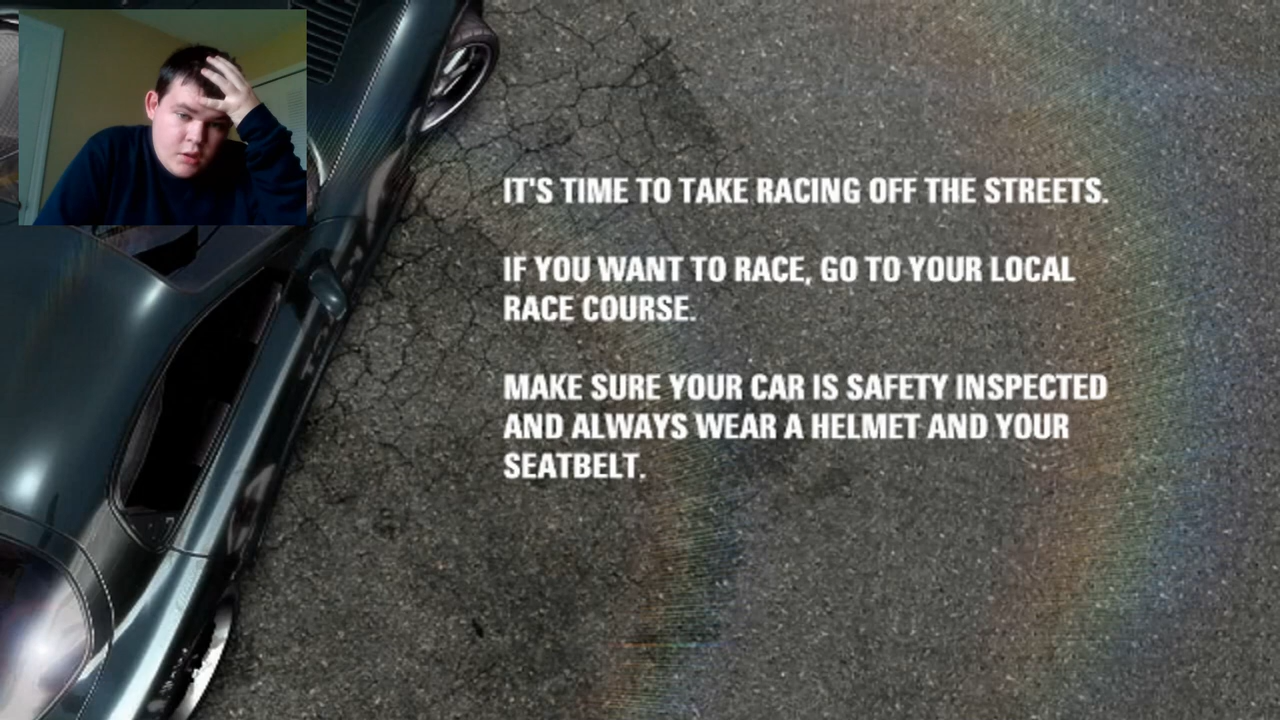 IT'S TIME TO TAKE RACING OFF THE STREETS.
IF YOU WANT TO RACE, GO TO YOUR LOCAL
RACE COURSE.
MAKE SURE YOUR CAR IS SAFETY INSPECTED
AND ALWAYS WEAR A HELMET AND YOUR
SEATBELT.